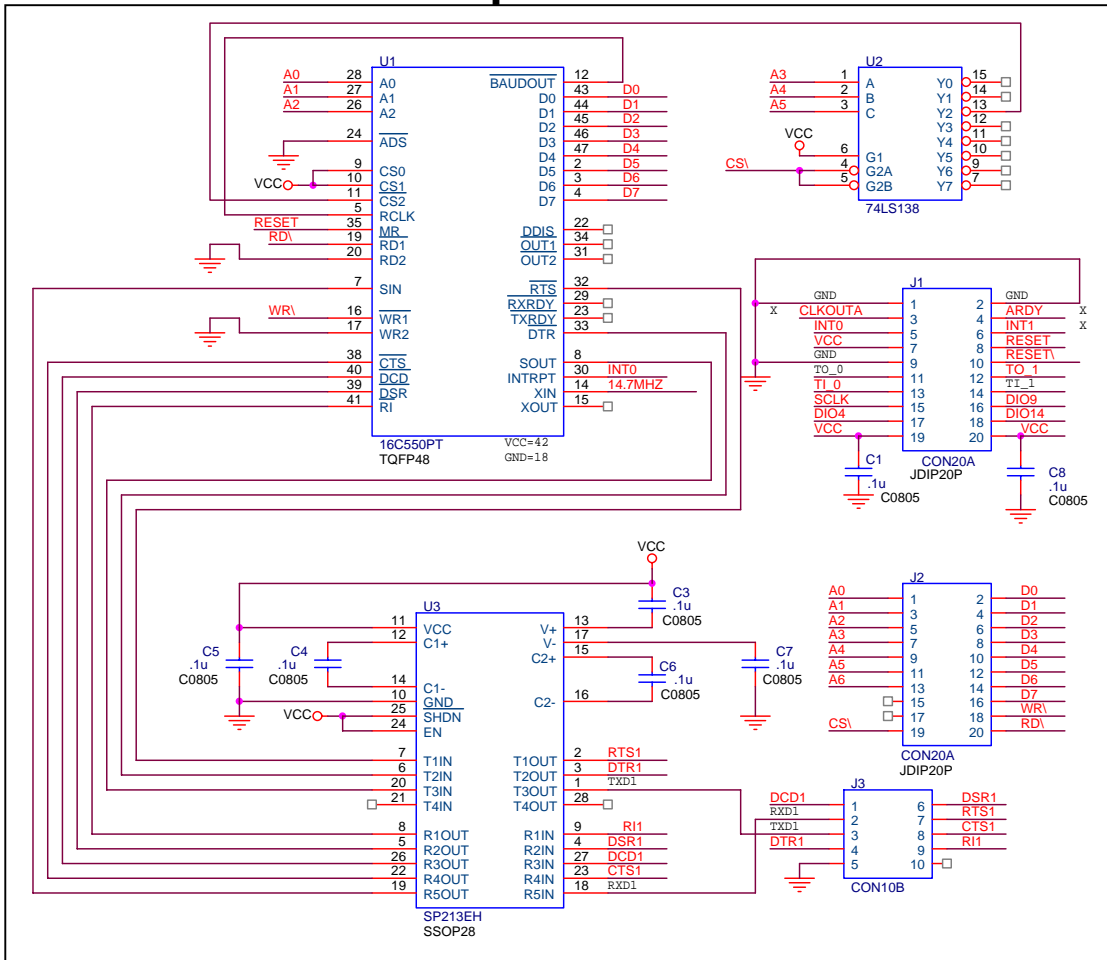 U1
A0 28 A0
A1 27 A1
A2 26 A2
24 ADS
9 CS0
VCC 10 CS1
11 CS2
5 RCLK
RESET 35 MR
RD\ 19 RD1
20 RD2
7 SIN
WR\ 16 WR1
17 WR2
38 CTS
40 DCD
39 DSR
41 RI
BAUDOUT 12
D0 43 D0
D1 44 D1
D2 45 D2
D3 46 D3
D4 47 D4
D5 2 D5
D6 3 D6
D7 4 D7
DDIS 22
OUT1 34
OUT2 31
RTS 32
RXRDY 29
TXRDY 23
DTR 33
SOUT 8
INTRPT 30 INT0
XIN 14 14.7MHZ
XOUT 15
16C550PT
TQFP48
VCC=42
GND=18
U2
A3 1 A
A4 2 B
A5 3 C
VCC
6 G1
CS\ 4 G2A
5 G2B
Y0 15
Y1 14
Y2 13
Y3 12
Y4 11
Y5 10
Y6 9
Y7 7
74LS138
J1
GND 1 2 GND
X X
CLKOUTA 3 4 ARDY
X
INT0 5 6 INT1
VCC 7 8 RESET
GND 9 10 RESET\
TO_0 11 12 TO_1
TI_0 13 14 TI_1
SCLK 15 16 DIO9
DIO4 17 18 DIO14
VCC 19 20 VCC
CON20A
JDIP20P
C1
.1u
C0805
C8
.1u
C0805
VCC
C3
.1u
C0805
U3
11 VCC
12 C1+
14 C1-
10 GND
VCC 25 SHDN
24 EN
7 T1IN
6 T2IN
20 T3IN
21 T4IN
8 R1OUT
5 R2OUT
26 R3OUT
22 R4OUT
19 R5OUT
V+ 13
V- 17
C2+ 15
C2- 16
T1OUT 2 RTS1
T2OUT 3 DTR1
T3OUT 1 TXD1
T4OUT 28
R1IN 9 RI1
R2IN 4 DSR1
R3IN 27 DCD1
R4IN 23 CTS1
R5IN 18 RXD1
SP213EH
SSOP28
C5
.1u
C0805
C4
.1u
C0805
C6
.1u
C0805
C7
.1u
C0805
J2
A0 1 2 D0
A1 3 4 D1
A2 5 6 D2
A3 7 8 D3
A4 9 10 D4
A5 11 12 D5
A6 13 14 D6
15 16 D7
17 18 WR\
CS\ 19 20 RD\
CON20A
JDIP20P
J3
DCD1 1 6 DSR1
RXD1 2 7 RTS1
TXD1 3 8 CTS1
DTR1 4 9 RI1
5 10
CON10B